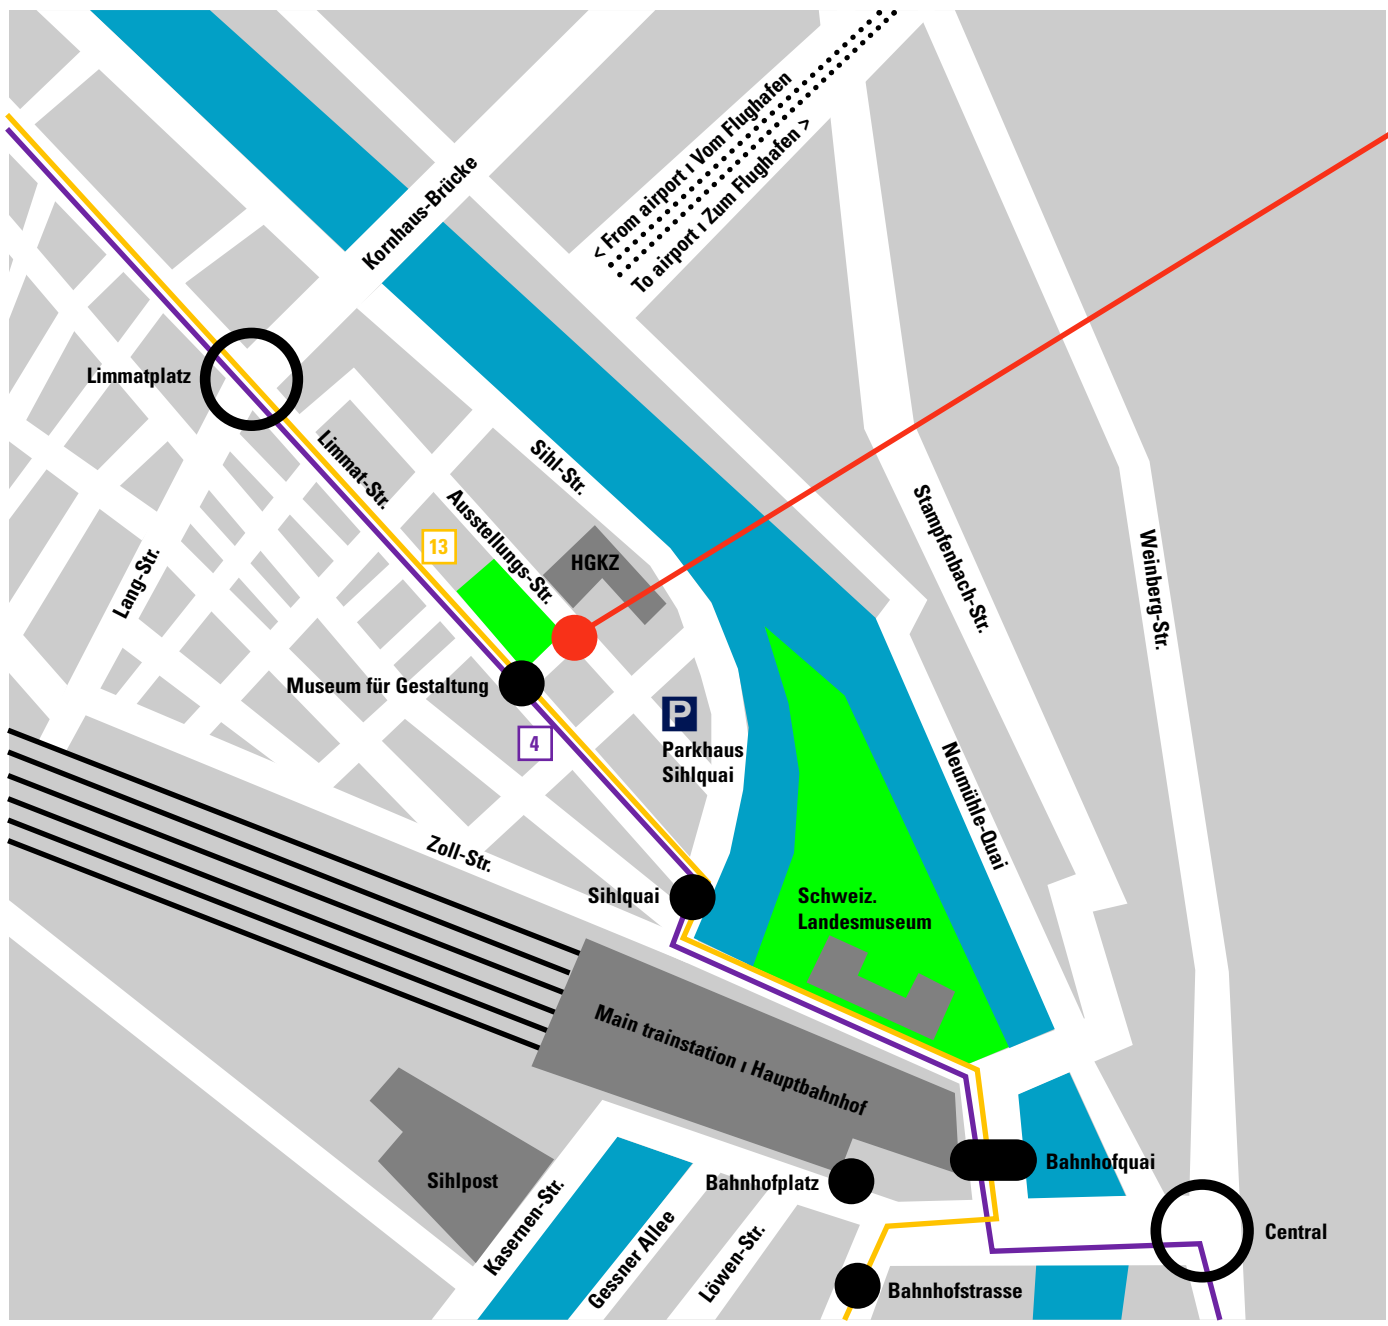 < From airport ı Vom Flughafen
To airport ı Zum Flughafen >
Kornhaus-Brücke
Limmatplatz
Limmat-Str.
Sihl-Str.
Ausstellungs-Str.
13
HGKZ
Stampfenbach-Str.
Weinberg-Str.
Lang-Str.
Museum für Gestaltung
4
P
Parkhaus
Sihlquai
Neumühle-Quai
Zoll-Str.
Sihlquai
Schweiz.
Landesmuseum
Main trainstation ı Hauptbahnhof
Sihlpost
Kasernen-Str.
Gessner Allee
Löwen-Str.
Bahnhofplatz
Bahnhofquai
Central
Bahnhofstrasse